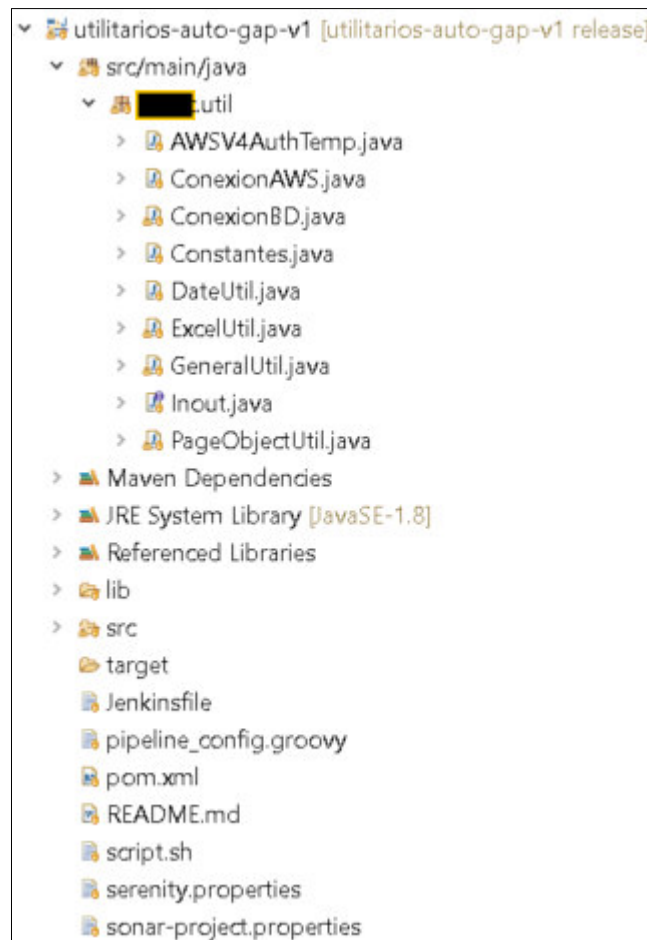 utilitarios-auto-gap-v1 [utilitarios-auto-gap-v1 release]
src/main/java
.util
AWSV4AuthTemp.java
ConexionAWS.java
ConexionBD.java
Constantes.java
DateUtil.java
ExcelUtil.java
GeneralUtil.java
Inout.java
PageObjectUtil.java
Maven Dependencies
JRE System Library [JavaSE-1.8]
Referenced Libraries
lib
src
target
Jenkinsfile
pipeline_config.groovy
pom.xml
README.md
script.sh
serenity.properties
sonar-project.properties